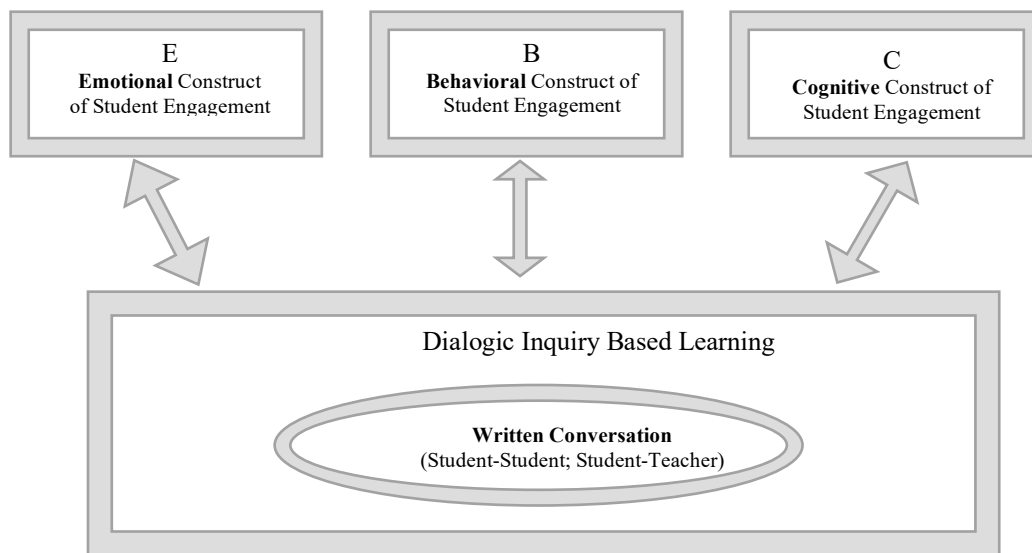 E
Emotional Construct
of Student Engagement
B
Behavioral Construct of
Student Engagement
C
Cognitive Construct of
Student Engagement
Dialogic Inquiry Based Learning
Written Conversation
(Student-Student; Student-Teacher)